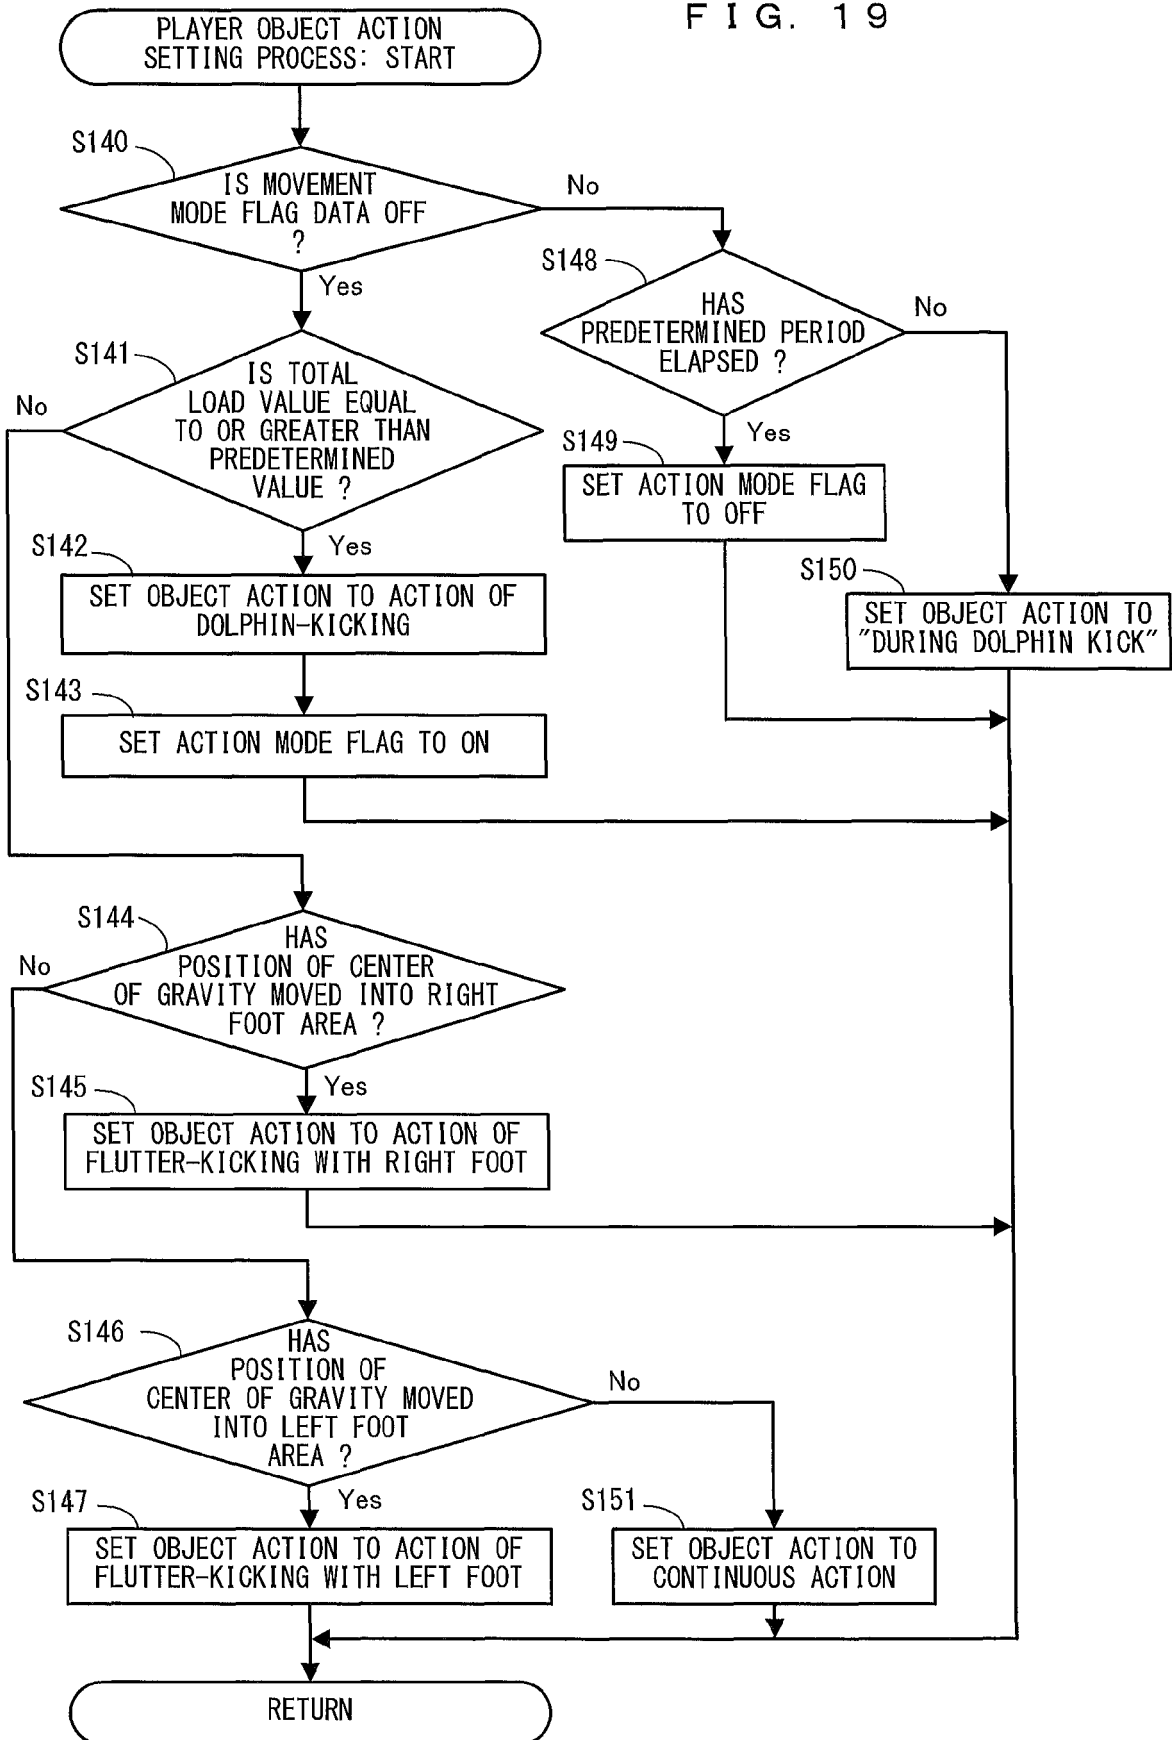 FIG. 19
PLAYER OBJECT ACTION
SETTING PROCESS: START
S140
IS MOVEMENT
MODE FLAG DATA OFF
?
No
Yes
S148
HAS
PREDETERMINED PERIOD
ELAPSED ?
No
Yes
S141
IS TOTAL
LOAD VALUE EQUAL
TO OR GREATER THAN
PREDETERMINED
VALUE ?
No
Yes
S149
SET ACTION MODE FLAG
TO OFF
S142
SET OBJECT ACTION TO ACTION OF
DOLPHIN-KICKING
S150
SET OBJECT ACTION TO
"DURING DOLPHIN KICK"
S143
SET ACTION MODE FLAG TO ON
S144
HAS
POSITION OF CENTER
OF GRAVITY MOVED INTO RIGHT
FOOT AREA ?
No
Yes
S145
SET OBJECT ACTION TO ACTION OF
FLUTTER-KICKING WITH RIGHT FOOT
S146
HAS
POSITION OF
CENTER OF GRAVITY MOVED
INTO LEFT FOOT
AREA ?
No
Yes
S147
SET OBJECT ACTION TO ACTION OF
FLUTTER-KICKING WITH LEFT FOOT
S151
SET OBJECT ACTION TO
CONTINUOUS ACTION
RETURN